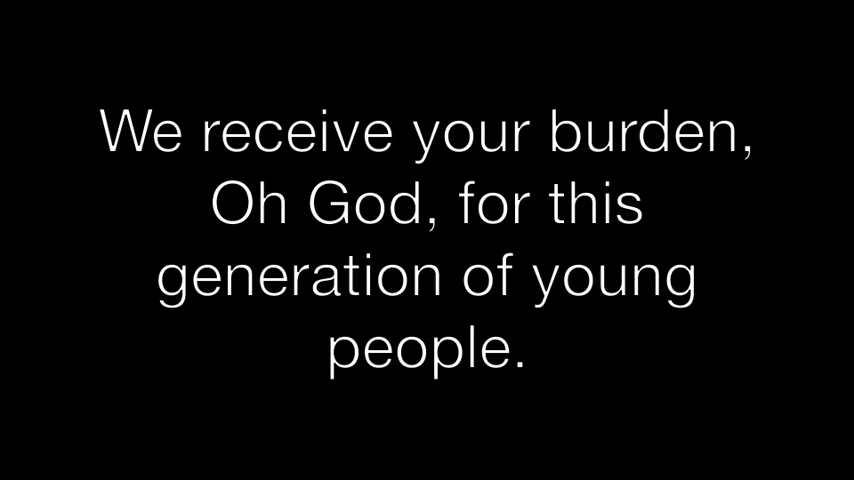 We receive your burden,
Oh God, for this
generation of young
people.